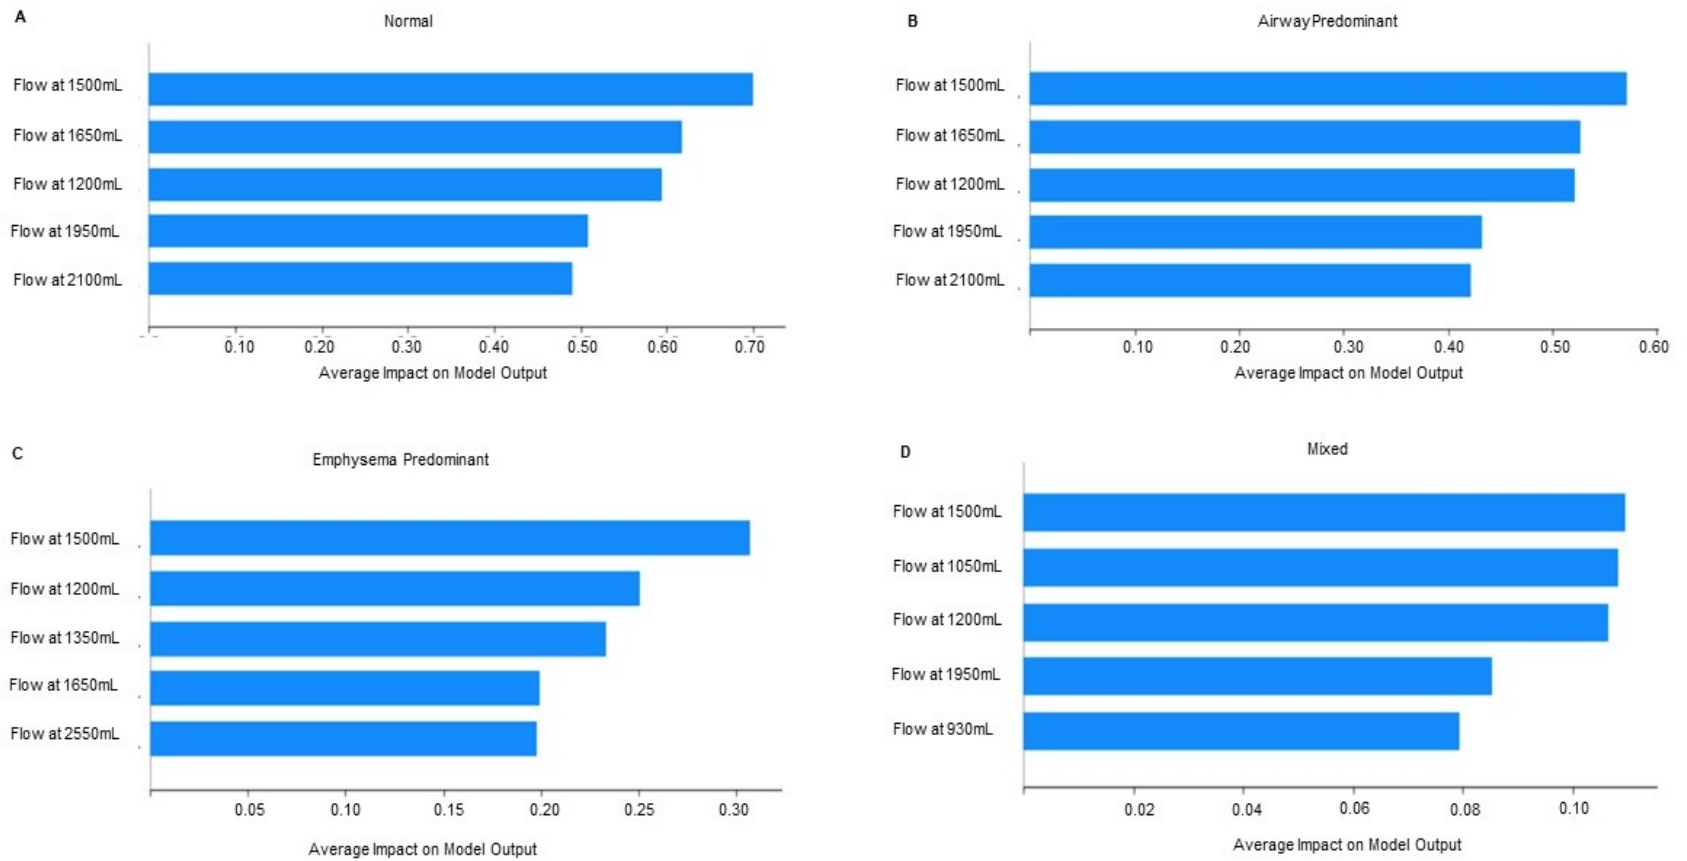 A
Normal
Flow at 1500mL
Flow at 1650mL
Flow at 1200mL
Flow at 1950mL
Flow at 2100mL
0.10 0.20 0.30 0.40 0.50 0.60 0.70
Average Impact on Model Output
B
Airway Predominant
Flow at 1500mL
Flow at 1650mL
Flow at 1200mL
Flow at 1950mL
Flow at 2100mL
0.10 0.20 0.30 0.40 0.50 0.60
Average Impact on Model Output
C
Emphysema Predominant
Flow at 1500mL
Flow at 1200mL
Flow at 1350mL
Flow at 1650mL
Flow at 2550mL
0.05 0.10 0.15 0.20 0.25 0.30
Average Impact on Model Output
D
Mixed
Flow at 1500mL
Flow at 1050mL
Flow at 1200mL
Flow at 1950mL
Flow at 930mL
0.02 0.04 0.06 0.08 0.10
Average Impact on Model Output